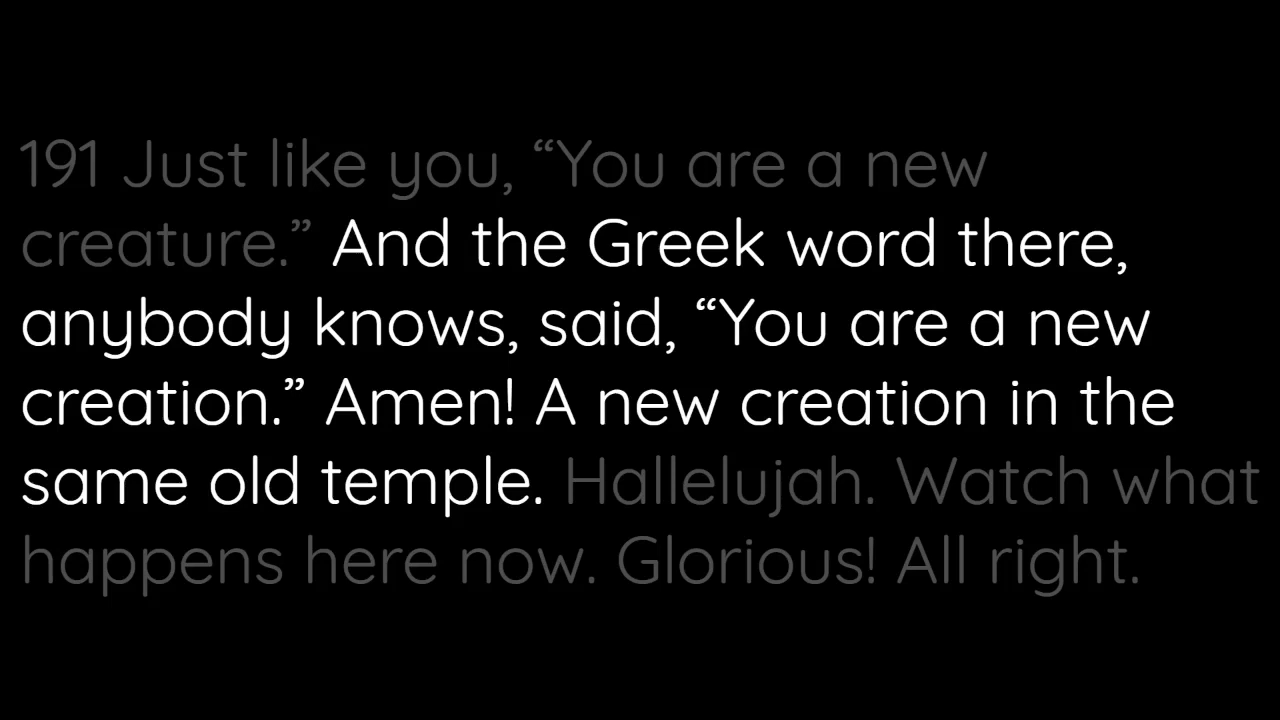 191 Just like you, “You are a new
creature.” And the Greek word there,
anybody knows, said, “You are a new
creation.” Amen! A new creation in the
same old temple. Hallelujah. Watch what
happens here now. Glorious! All right.